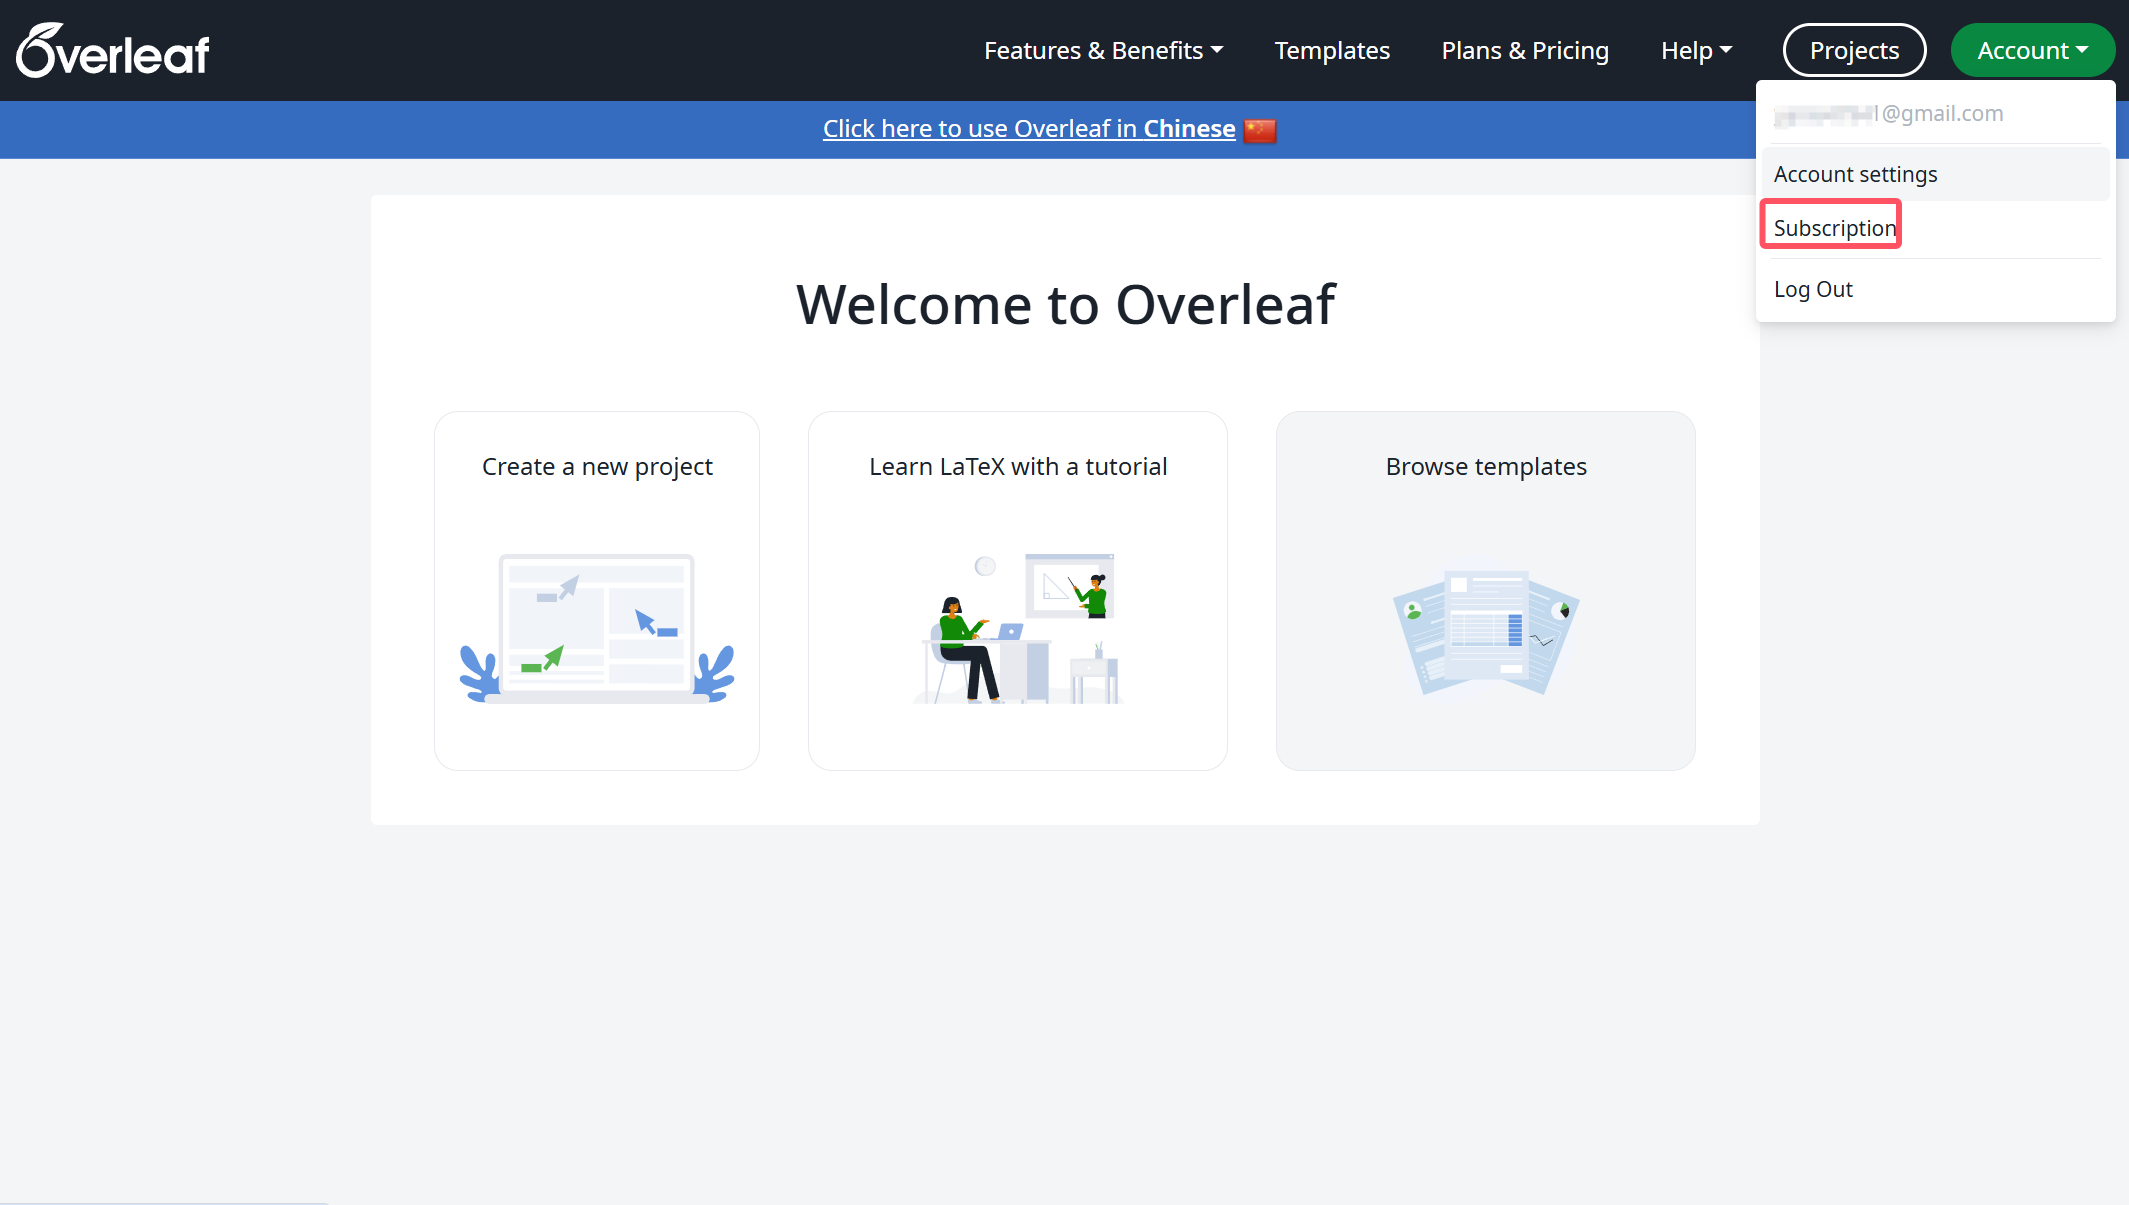 Overleaf
Features & Benefits
Templates
Plans & Pricing
Help
Projects
Account
Click here to use Overleaf in Chinese
@gmail.com
Account settings
Subscription
Log Out
Welcome to Overleaf
Create a new project
Learn LaTeX with a tutorial
Browse templates